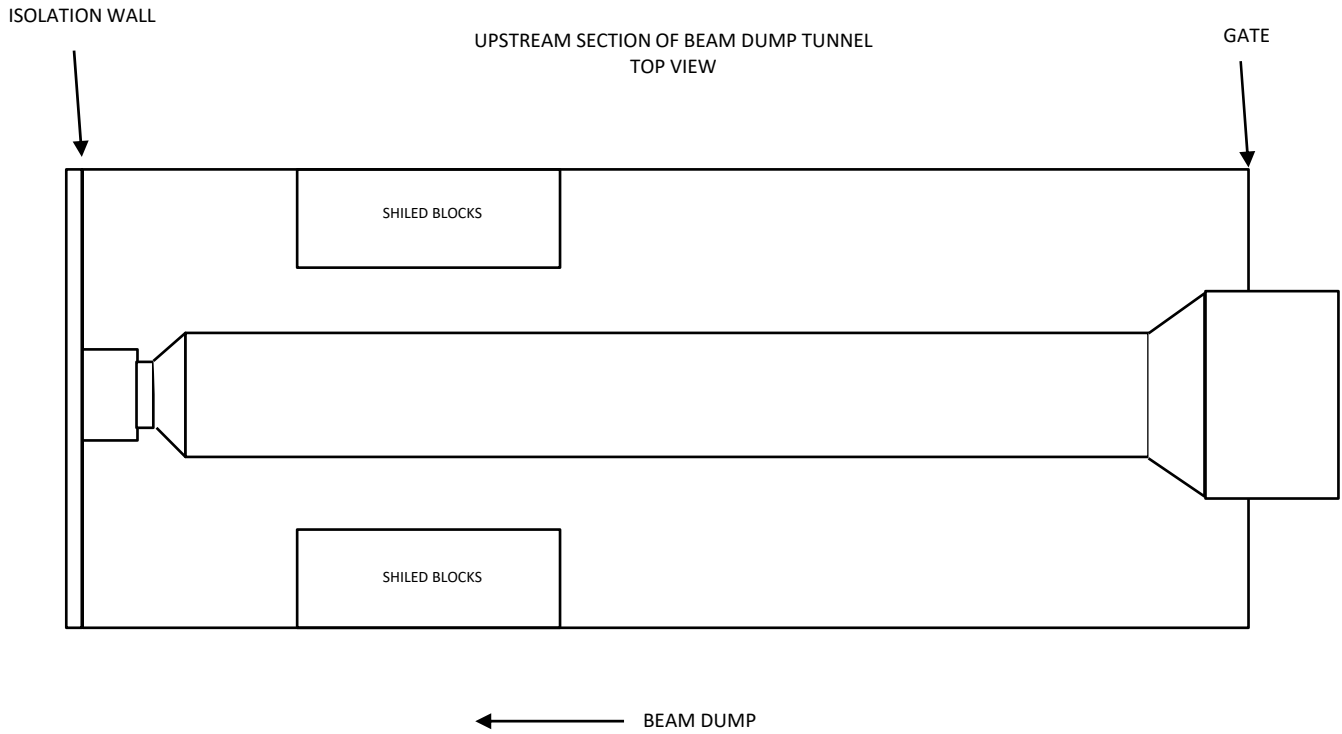 ISOLATION WALL
UPSTREAM SECTION OF BEAM DUMP TUNNEL
TOP VIEW
GATE
SHILED BLOCKS
SHILED BLOCKS
BEAM DUMP